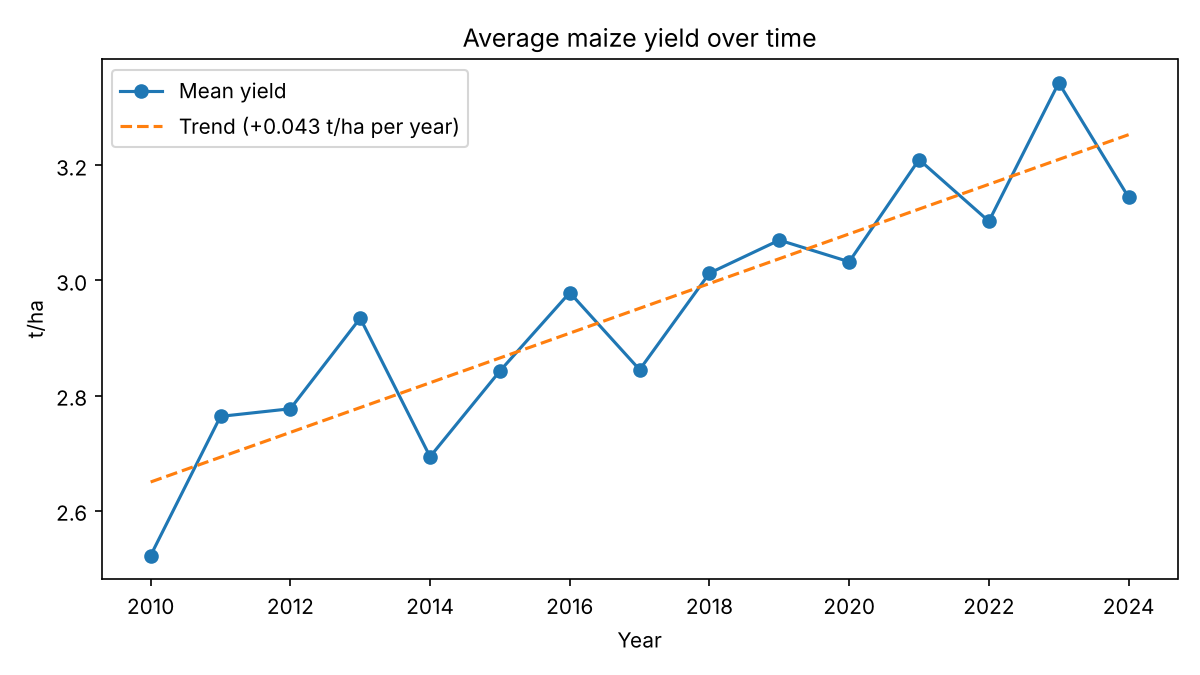 Average maize yield over time
Mean yield
Trend (+0.043 t/ha per year)
t/ha
3.2
3.0
2.8
2.6
2010 2012 2014 2016 2018 2020 2022 2024
Year